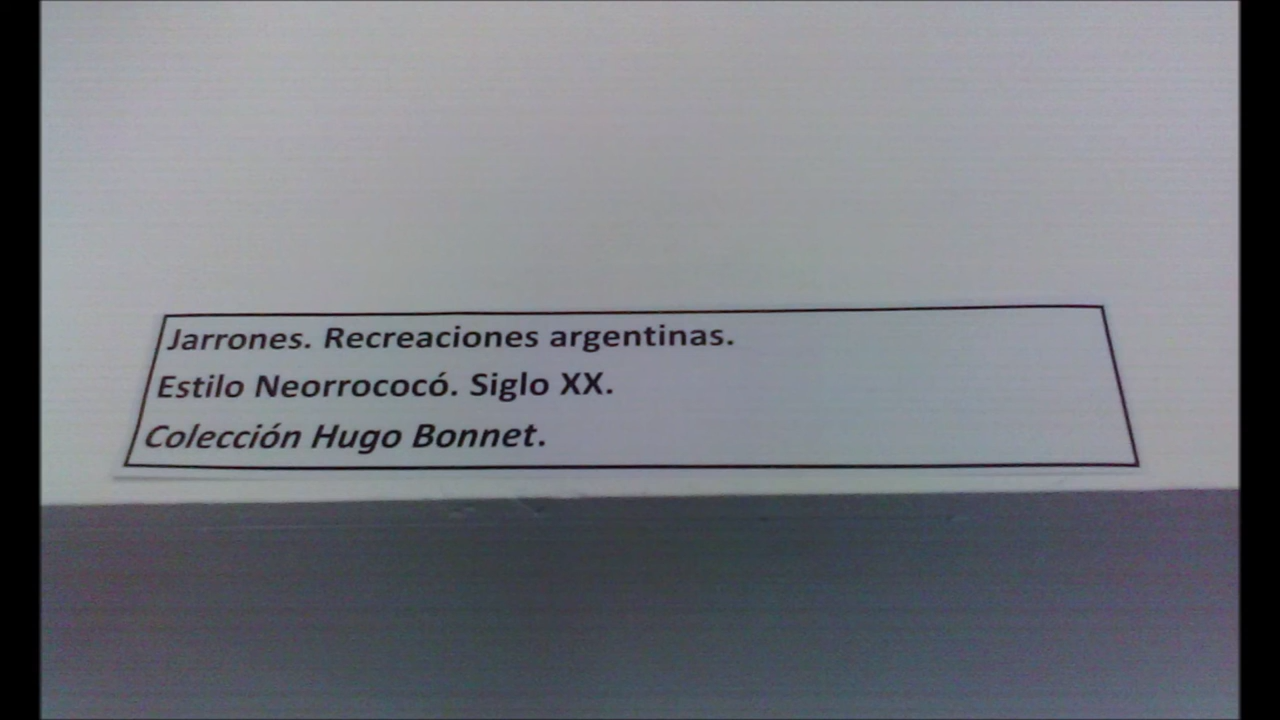 Jarrones. Recreaciones argentinas.
Estilo Neorrococó. Siglo XX.
Colección Hugo Bonnet.